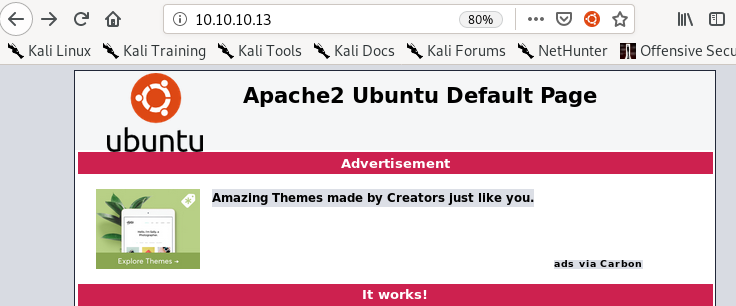 10.10.10.13
80%
Kali Linux Kali Training Kali Tools Kali Docs Kali Forums NetHunter Offensive Secu
ubuntu
Apache2 Ubuntu Default Page
Advertisement
Amazing Themes made by Creators just like you.
Explore Themes →
ads via Carbon
It works!